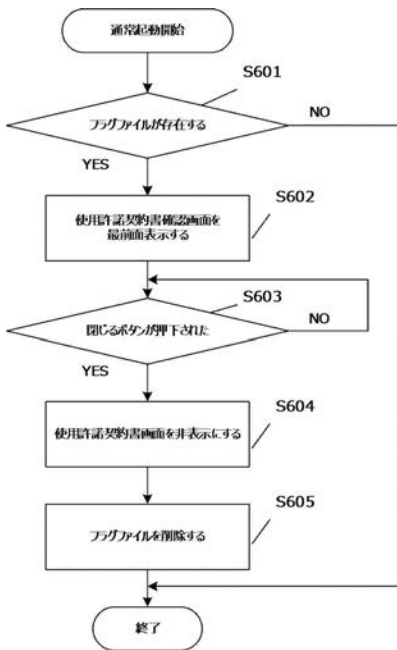 通常起動開始
S601
フラグファイルが存在する
NO
YES
S602
使用許諾契約書確認画面を
最前面表示する
S603
閉じるボタンが押下された
NO
YES
S604
使用許諾契約書画面を非表示にする
S605
フラグファイルを削除する
終了